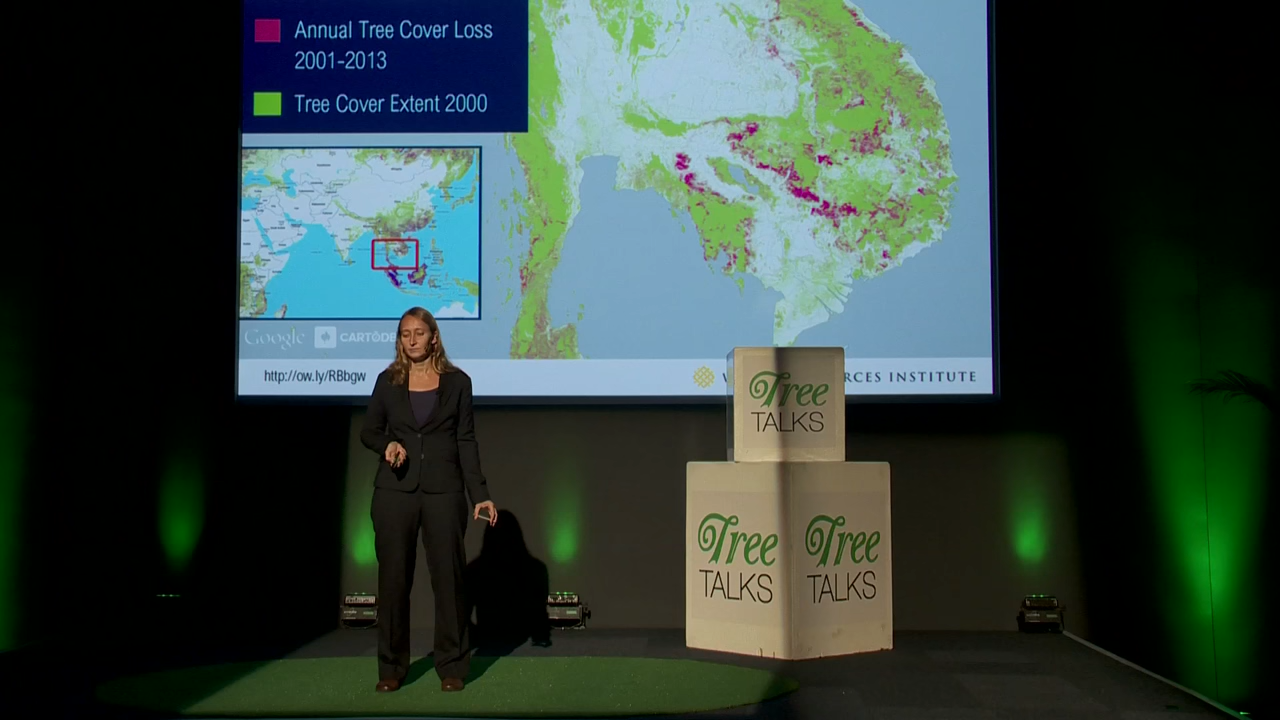 Annual Tree Cover Loss
2001-2013
Tree Cover Extent 2000
Google
CARTODB
http://ow.ly/RBbgw
RCES INSTITUTE
Tree
TALKS
Tree
TALKS
Tree
TALKS